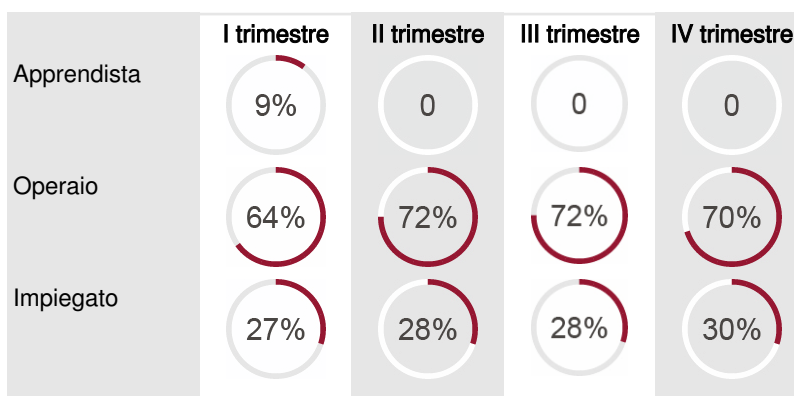 I trimestre II trimestre III trimestre IV trimestre
Apprendista 9% 0 0 0
Operaio 64% 72% 72% 70%
Impiegato 27% 28% 28% 30%